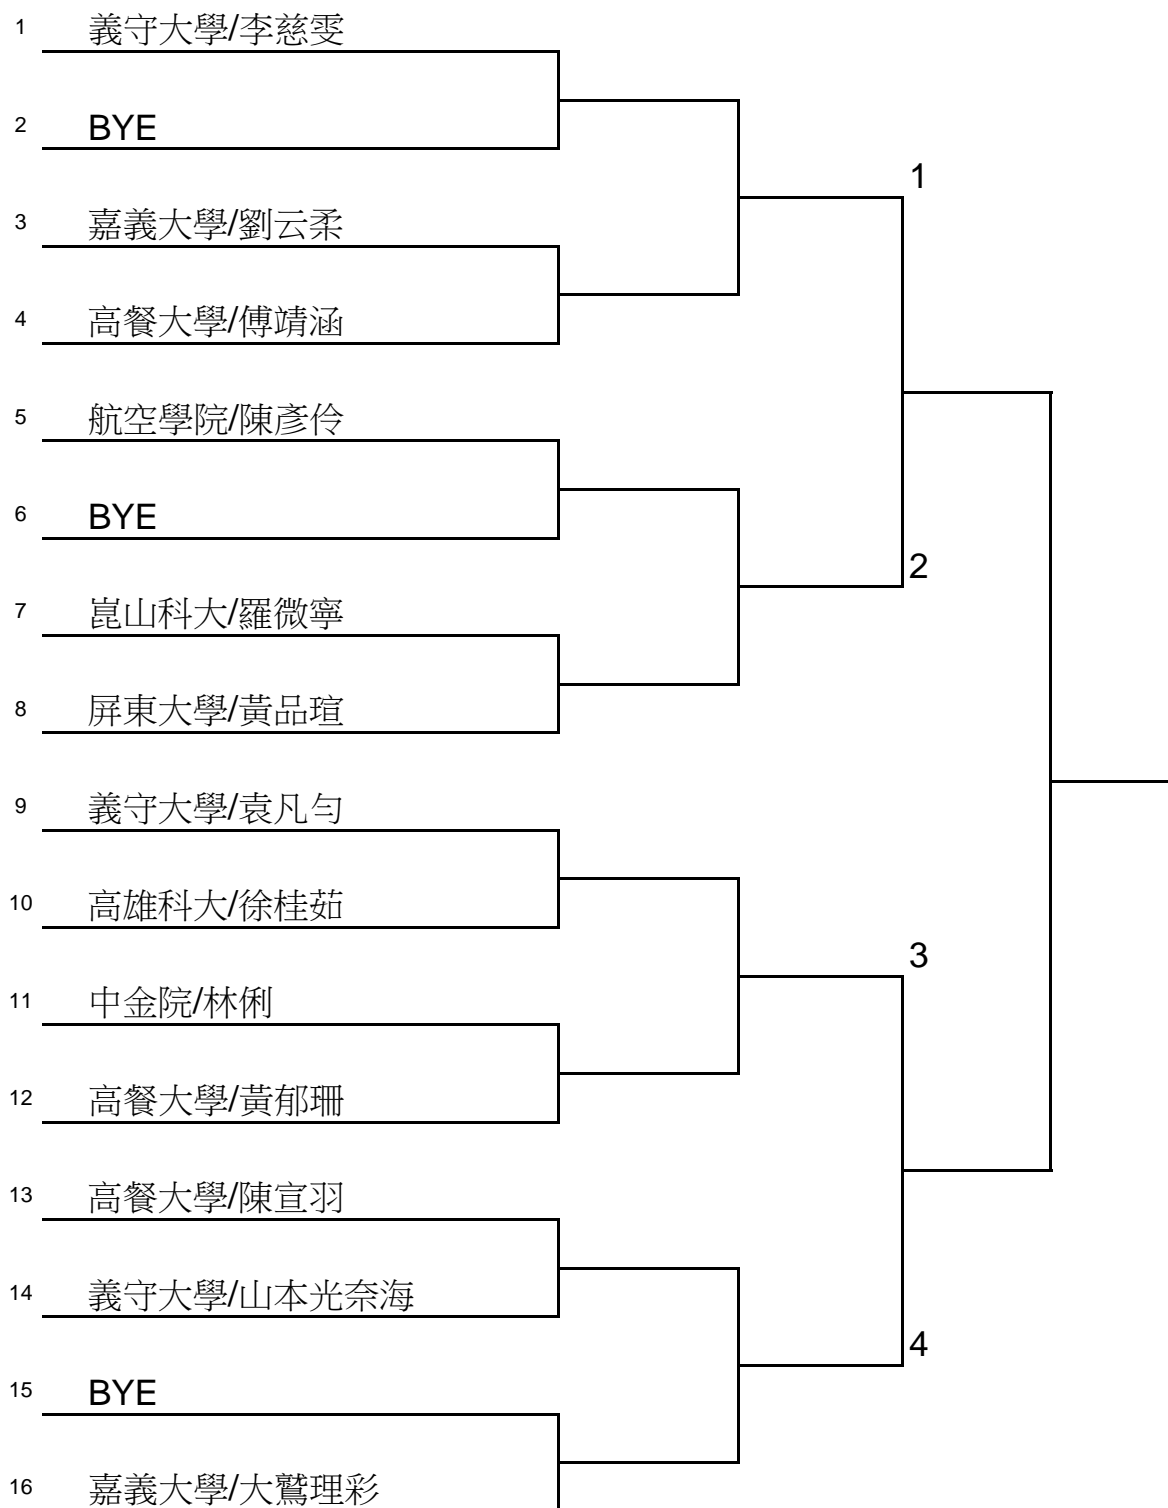 1 義守大學/李慈雯
2 BYE
1
3 嘉義大學/劉云柔
4 高餐大學/傅靖涵
5 航空學院/陳彥伶
6 BYE
2
7 崑山科大/羅微寧
8 屏東大學/黃品瑄
9 義守大學/袁凡勻
10 高雄科大/徐桂茹
3
11 中金院/林俐
12 高餐大學/黃郁珊
13 高餐大學/陳宣羽
14 義守大學/山本光奈海
4
15 BYE
16 嘉義大學/大鷲理彩